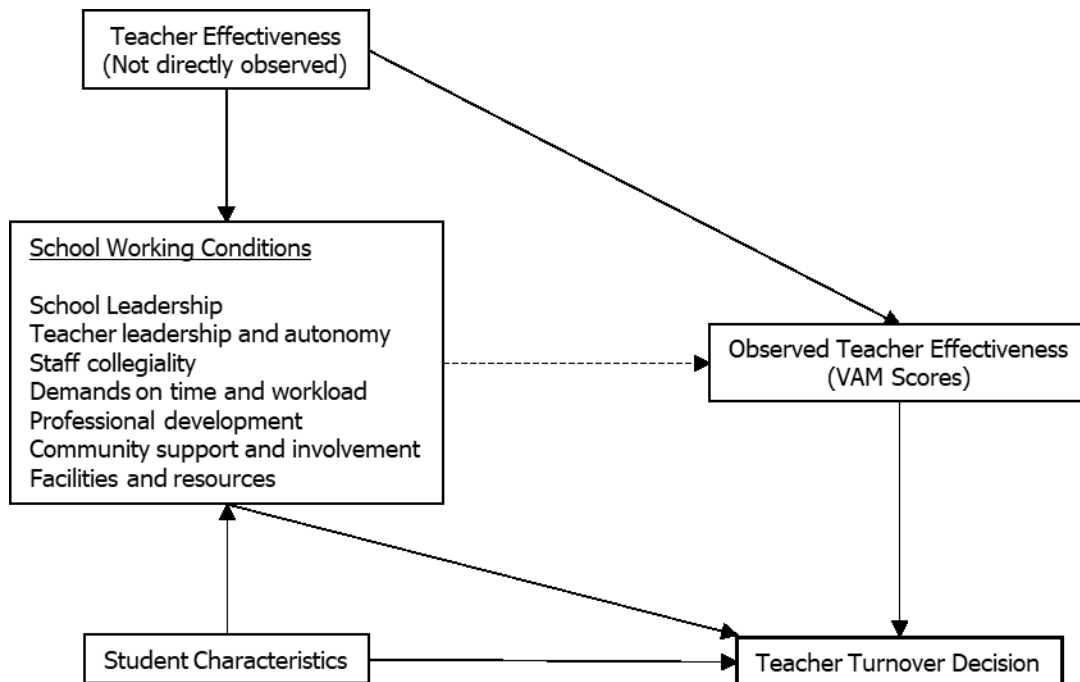 Teacher Effectiveness
(Not directly observed)
School Working Conditions
School Leadership
Teacher leadership and autonomy
Staff collegiality
Demands on time and workload
Professional development
Community support and involvement
Facilities and resources
Observed Teacher Effectiveness
(VAM Scores)
Student Characteristics
Teacher Turnover Decision